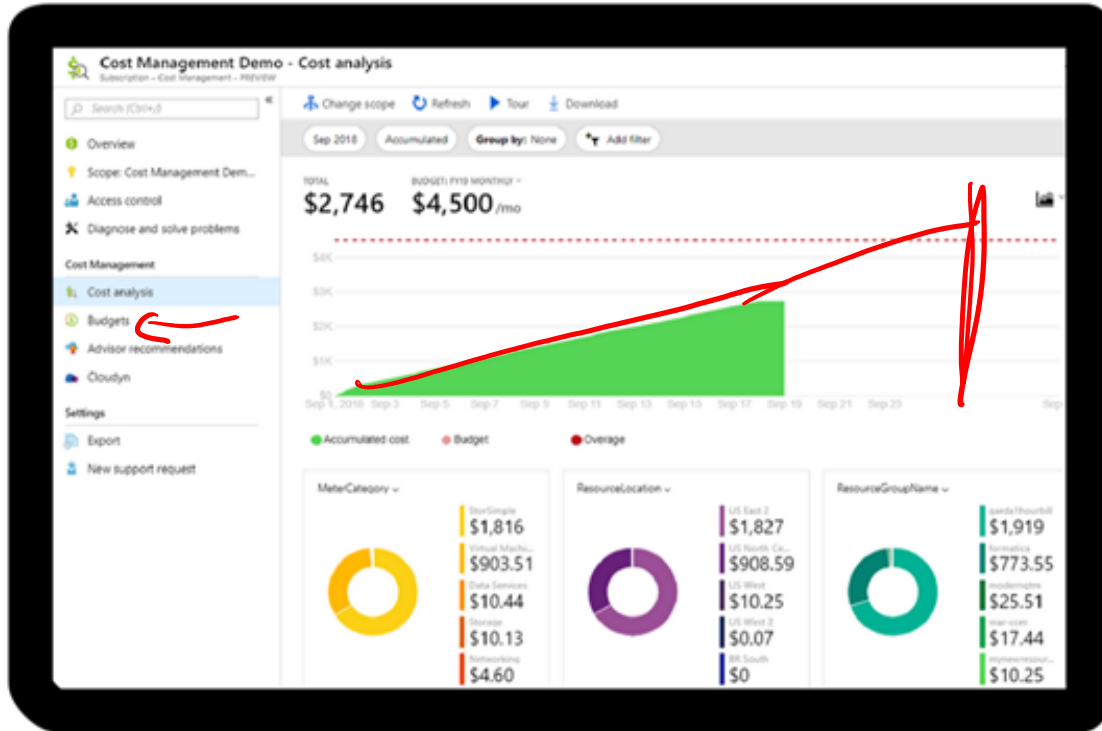 Cost Management Demo - Cost analysis
Subscription - Cost Management - PREVIEW
Search (Ctrl+/)
Overview
Scope: Cost Management Dem...
Access control
Diagnose and solve problems
Cost Management
Cost analysis
Budgets
Advisor recommendations
Cloudyn
Settings
Export
New support request
Change scope Refresh Tour Download
Sep 2018 Accumulated Group by: None Add filter
TOTAL BUDGET: FY19 MONTHLY
$2,746 $4,500 /mo
$4K
$3K
$2K
$1K
$0
Sep 1, 2018 Sep 3 Sep 5 Sep 7 Sep 9 Sep 11 Sep 13 Sep 15 Sep 17 Sep 19 Sep 21 Sep 23 Sep
Accumulated cost Budget Overage
MeterCategory
StorSimple
$1,816
Virtual Machi...
$903.51
Data Services
$10.44
Storage
$10.13
Networking
$4.60
ResourceLocation
US East 2
$1,827
US North Ce...
$908.59
US West
$10.25
US West 2
$0.07
BR South
$0
ResourceGroupName
$1,919
formatica
$773.55
$25.51
$17.44
mynewresour...
$10.25